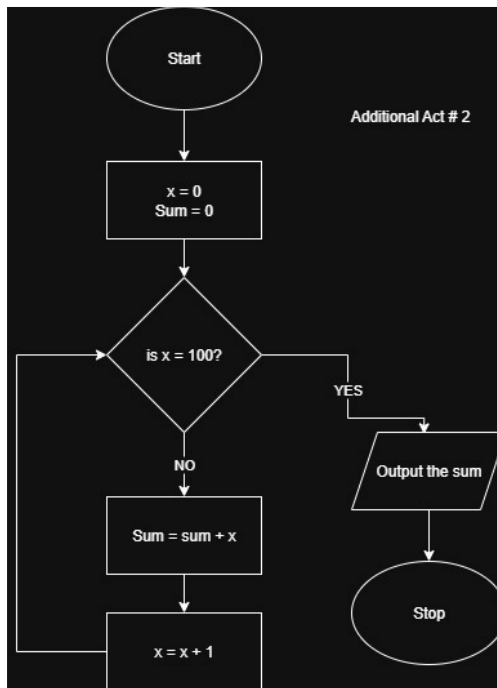 Start
Additional Act # 2
x = 0
Sum = 0
is x = 100?
YES
NO
Output the sum
Sum = sum + x
Stop
x = x + 1